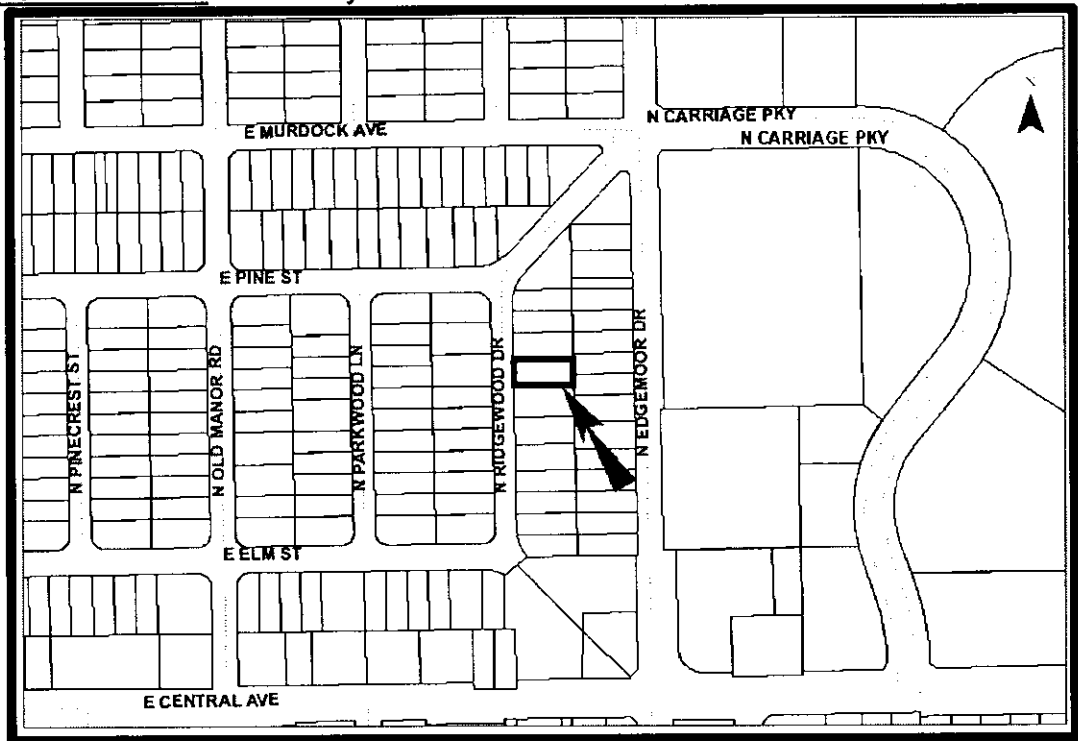 N CARRIAGE PKY
E MURDOCK AVE
N CARRIAGE PKY
E PINE ST
N PINECREST ST
N OLD MANOR RD
N PARKWOOD LN
N RIDGEWOOD DR
N EDGEMOOR DR
E ELM ST
E CENTRAL AVE